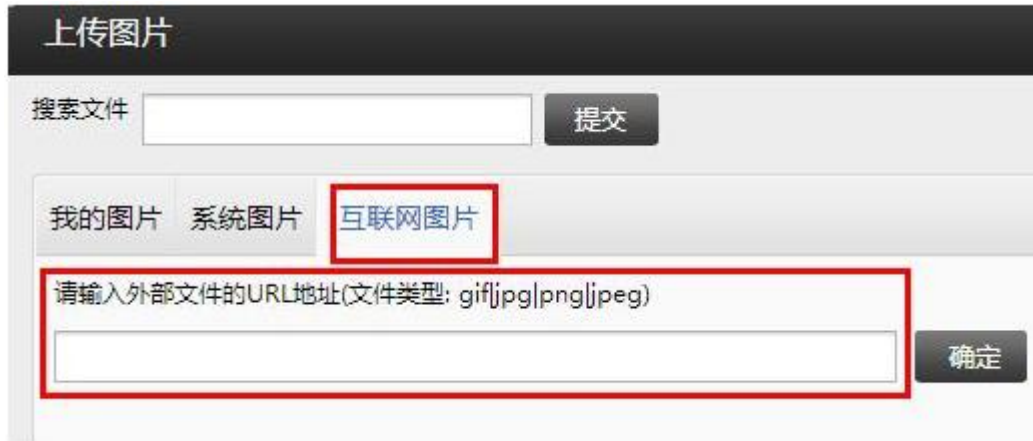 上传图片
搜索文件 提交
我的图片 系统图片 互联网图片
请输入外部文件的URL地址(文件类型: gif|jpg|png|jpeg)
确定